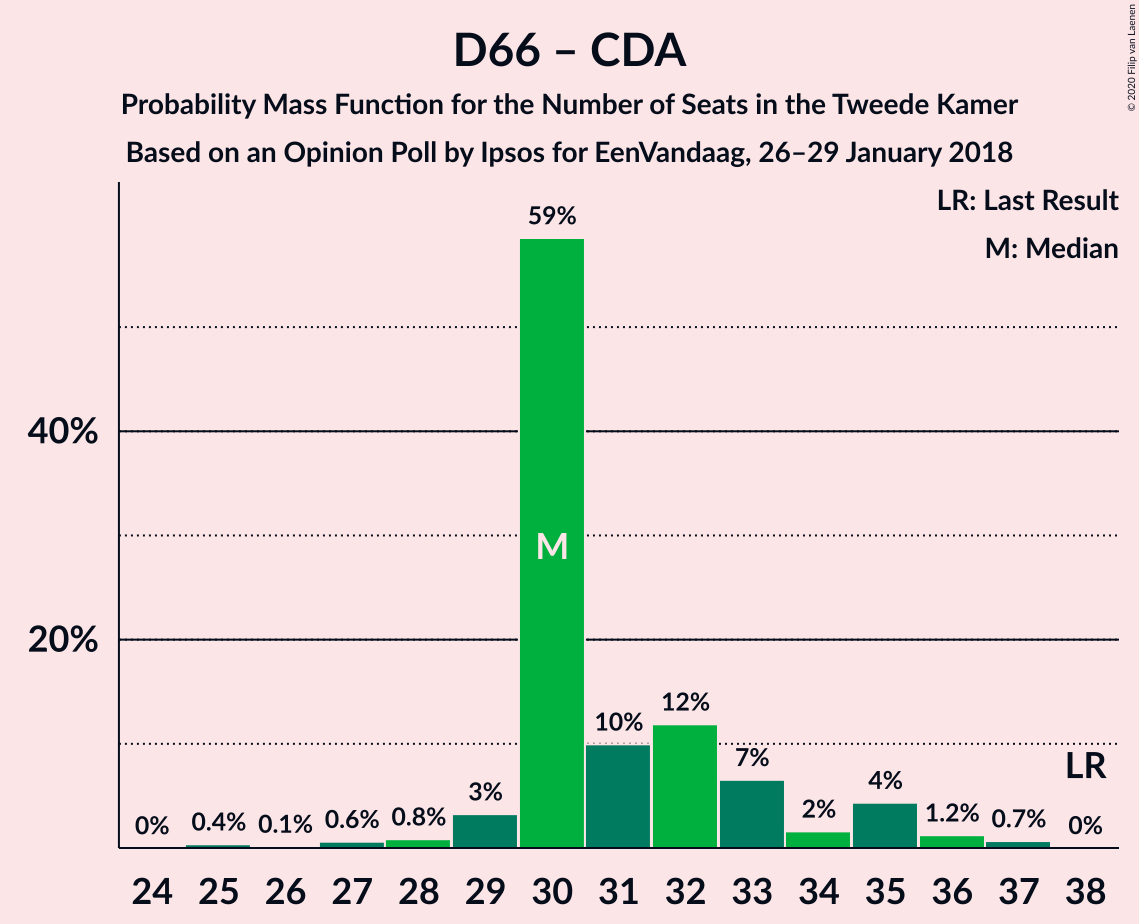 D66 – CDA
Probability Mass Function for the Number of Seats in the Tweede Kamer
Based on an Opinion Poll by Ipsos for EenVandaag, 26–29 January 2018
© 2020 Filip van Laenen
LR: Last Result
M: Median
59%
40%
M
20%
12%
10%
7%
LR
4%
3%
2%
1.2%
0.8%
0.7%
0.6%
0.4%
0.1%
0%
0%
24 25 26 27 28 29 30 31 32 33 34 35 36 37 38